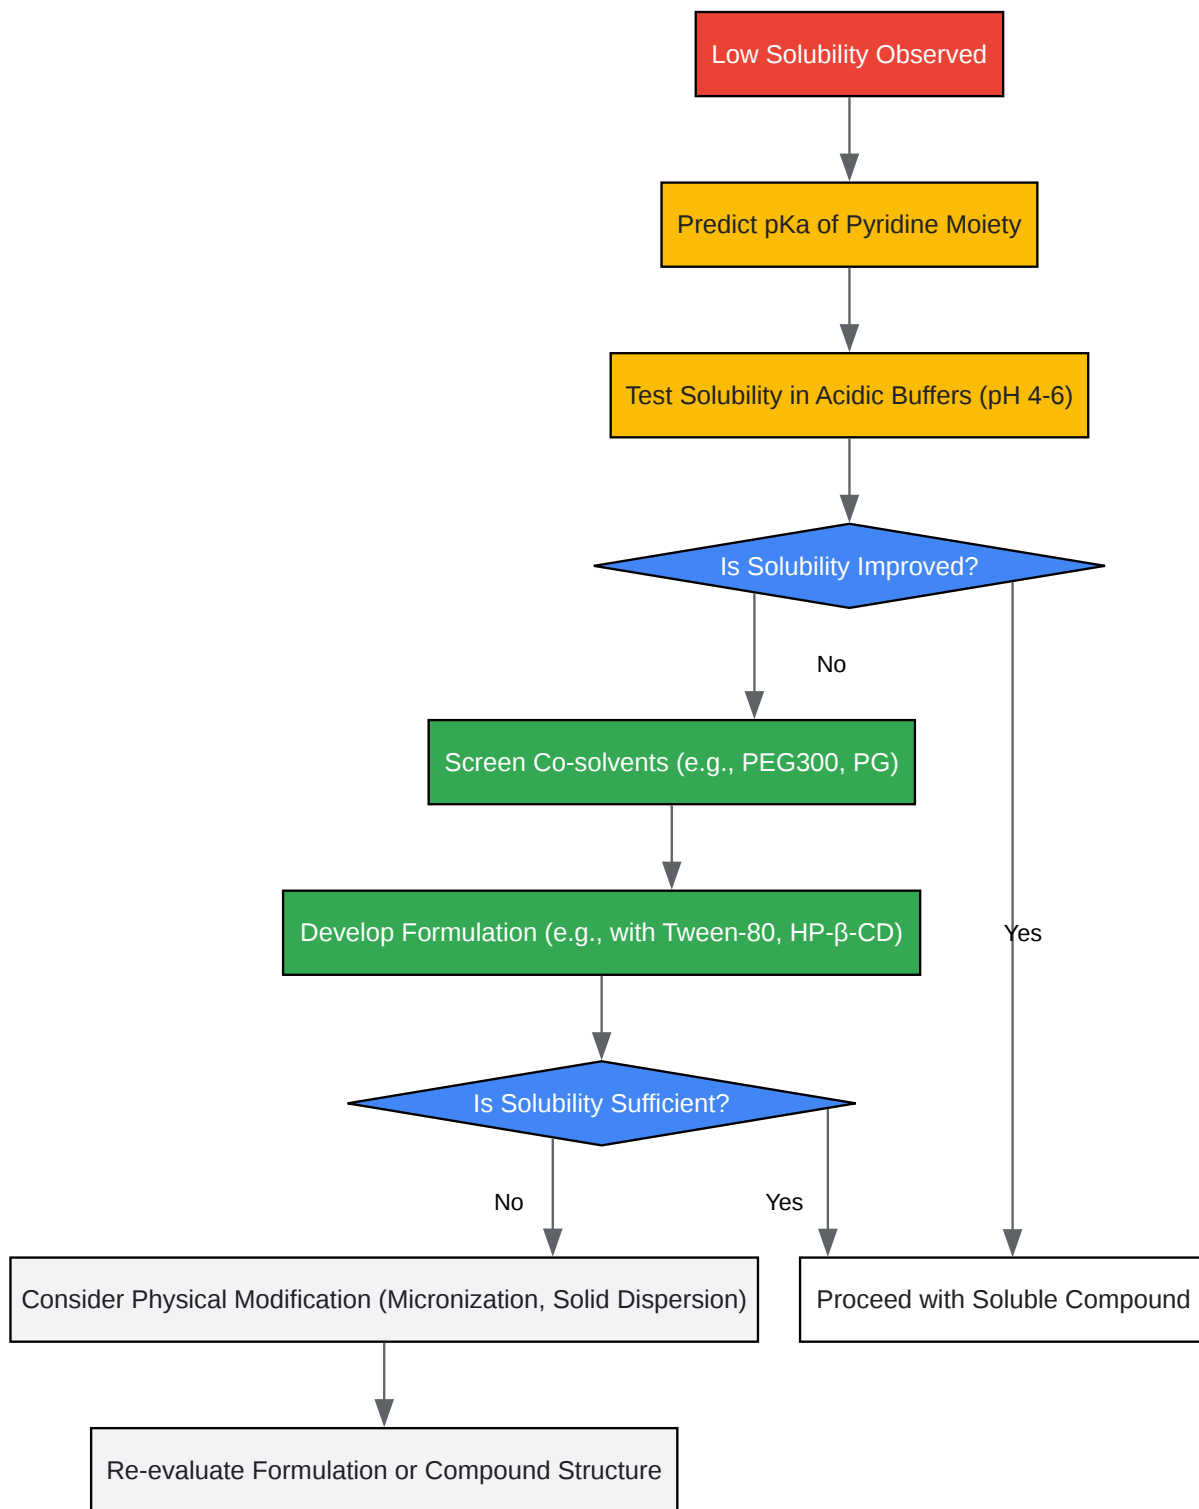 Low Solubility Observed
Predict pKa of Pyridine Moiety
Test Solubility in Acidic Buffers (pH 4-6)
Is Solubility Improved?
No
Screen Co-solvents (e.g., PEG300, PG)
Develop Formulation (e.g., with Tween-80, HP-β-CD)
Yes
Is Solubility Sufficient?
No
Yes
Consider Physical Modification (Micronization, Solid Dispersion)
Proceed with Soluble Compound
Re-evaluate Formulation or Compound Structure